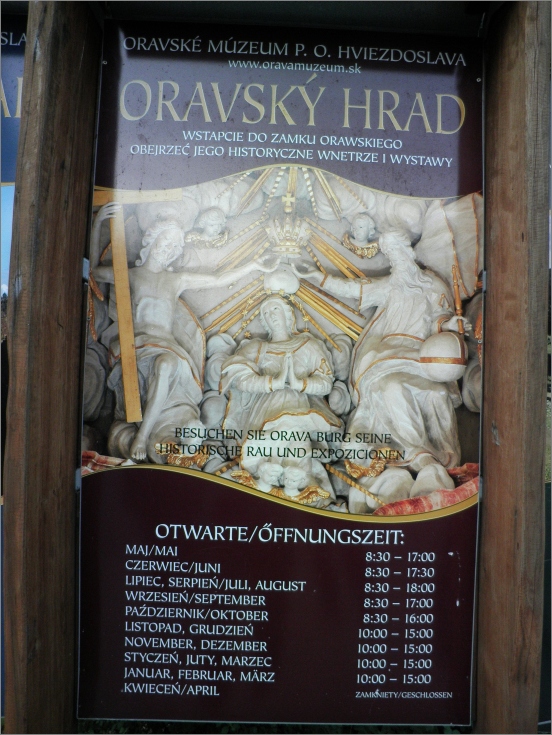 ORAVSKÉ MÚZEUM P. O. HVIEZDOSLAVA
www.oravamuzeum.sk
ORAVSKÝ HRAD
WSTAPCIE DO ZAMKU ORAWSKIEGO
OBEJRZEĆ JEGO HISTORYCZNE WNETRZE I WYSTAWY
BESUCHEN SIE ORAVA BURG SEINE
HISTORISCHE RAU UND EXPOZICIONEN
OTWARTE/ŐFFNUNGSZEIT:
MAJ/MAI 8:30 – 17:00
CZERWIEC/JUNI 8:30 – 17:30
LIPIEC, SERPIEŃ/JULI, AUGUST 8:30 – 18:00
WRZESIEŃ/SEPTEMBER 8:30 – 17:00
PAŹDZIERNIK/OKTOBER 8:30 – 16:00
LISTOPAD, GRUDZIEŃ 10:00 – 15:00
NOVEMBER, DEZEMBER 10:00 – 15:00
STYCZEŃ, JUTY, MARZEC 10:00 – 15:00
JANUAR, FEBRUAR, MÄRZ 10:00 – 15:00
KWIECEŃ/APRIL ZAMKNIETY/GESCHLOSSEN